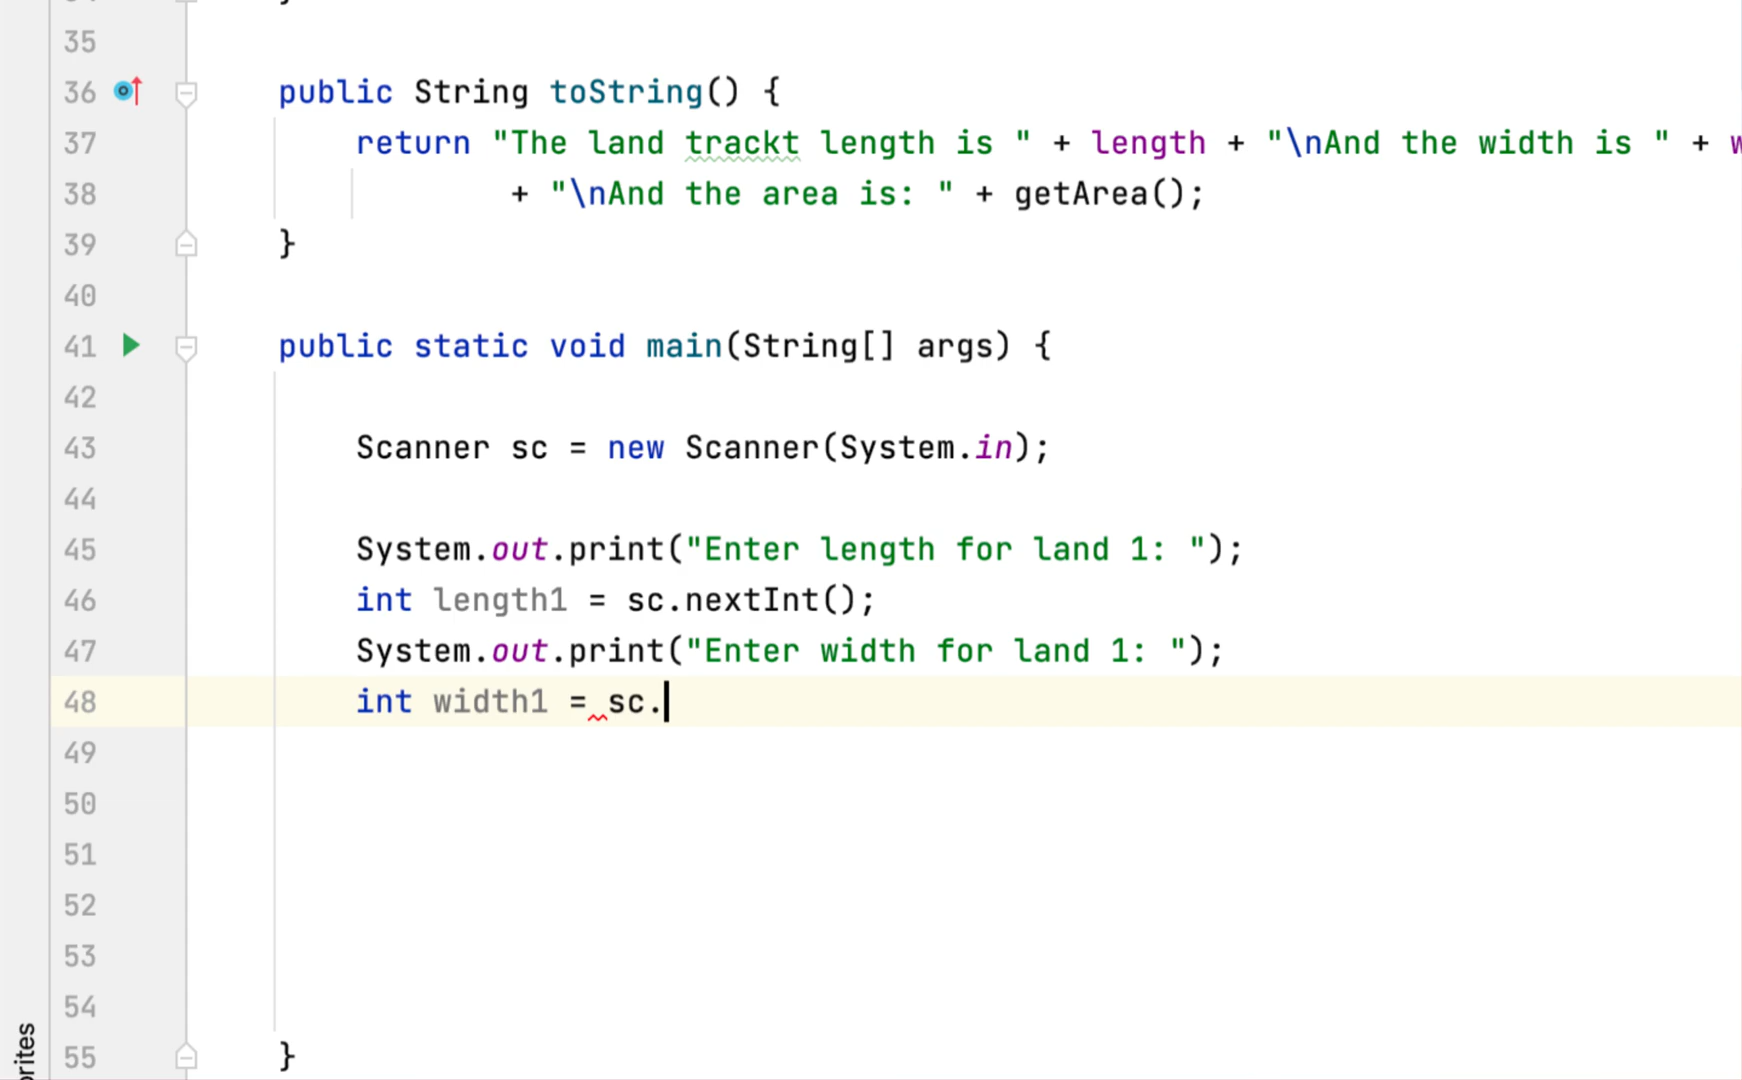 35
36 public String toString() {
37 return "The land trackt length is " + length + "\nAnd the width is " + w
38 + "\nAnd the area is: " + getArea();
39 }
40
41 public static void main(String[] args) {
42
43 Scanner sc = new Scanner(System.in);
44
45 System.out.print("Enter length for land 1: ");
46 int length1 = sc.nextInt();
47 System.out.print("Enter width for land 1: ");
48 int width1 = sc.
49
50
51
52
53
54
55 }
orites